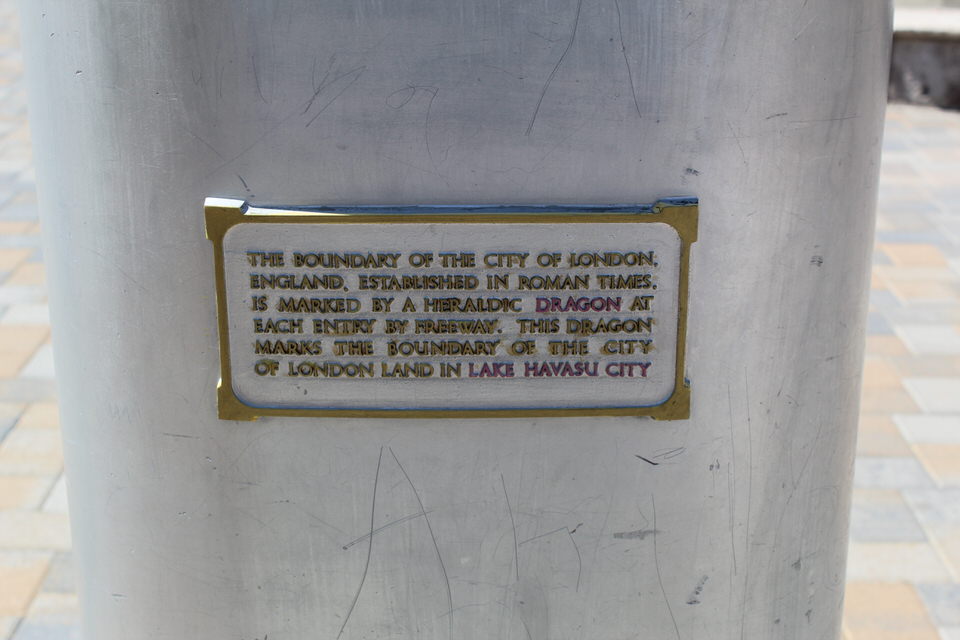 THE BOUNDARY OF THE CITY OF LONDON,
ENGLAND, ESTABLISHED IN ROMAN TIMES,
IS MARKED BY A HERALDIC DRAGON AT
EACH ENTRY BY FREEWAY. THIS DRAGON
MARKS THE BOUNDARY OF THE CITY
OF LONDON LAND IN LAKE HAVASU CITY